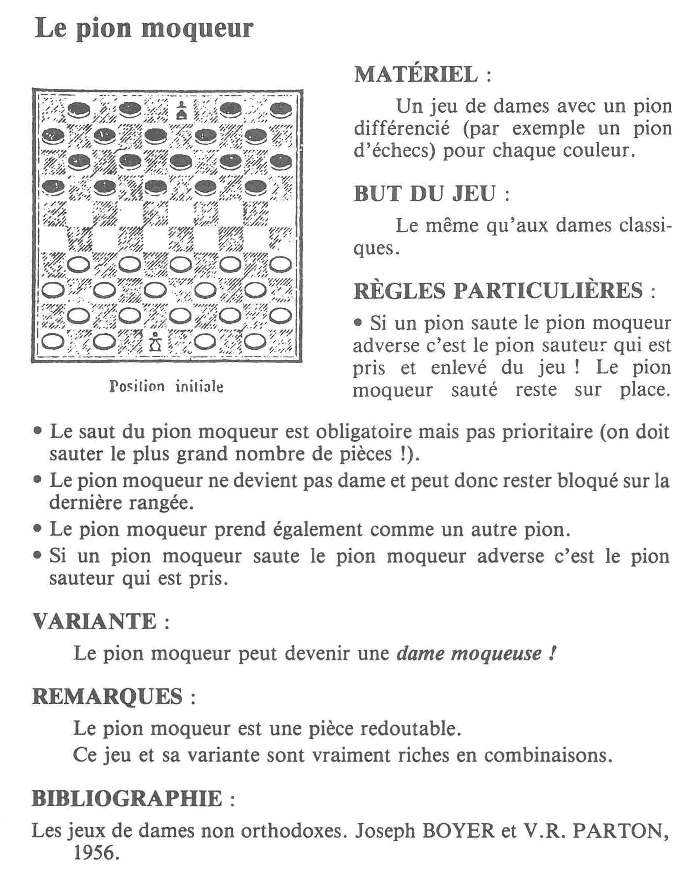 Le pion moqueur
MATÉRIEL :
Un jeu de dames avec un pion
différencié (par exemple un pion
d'échecs) pour chaque couleur.
BUT DU JEU :
Le même qu'aux dames classi-
ques.
RÈGLES PARTICULIÈRES :
• Si un pion saute le pion moqueur
adverse c'est le pion sauteur qui est
pris et enlevé du jeu ! Le pion
moqueur sauté reste sur place.
Position initiale
• Le saut du pion moqueur est obligatoire mais pas prioritaire (on doit
sauter le plus grand nombre de pièces !).
• Le pion moqueur ne devient pas dame et peut donc rester bloqué sur la
dernière rangée.
• Le pion moqueur prend également comme un autre pion.
• Si un pion moqueur saute le pion moqueur adverse c'est le pion
sauteur qui est pris.
VARIANTE :
Le pion moqueur peut devenir une dame moqueuse !
REMARQUES :
Le pion moqueur est une pièce redoutable.
Ce jeu et sa variante sont vraiment riches en combinaisons.
BIBLIOGRAPHIE :
Les jeux de dames non orthodoxes. Joseph BOYER et V.R. PARTON,
1956.